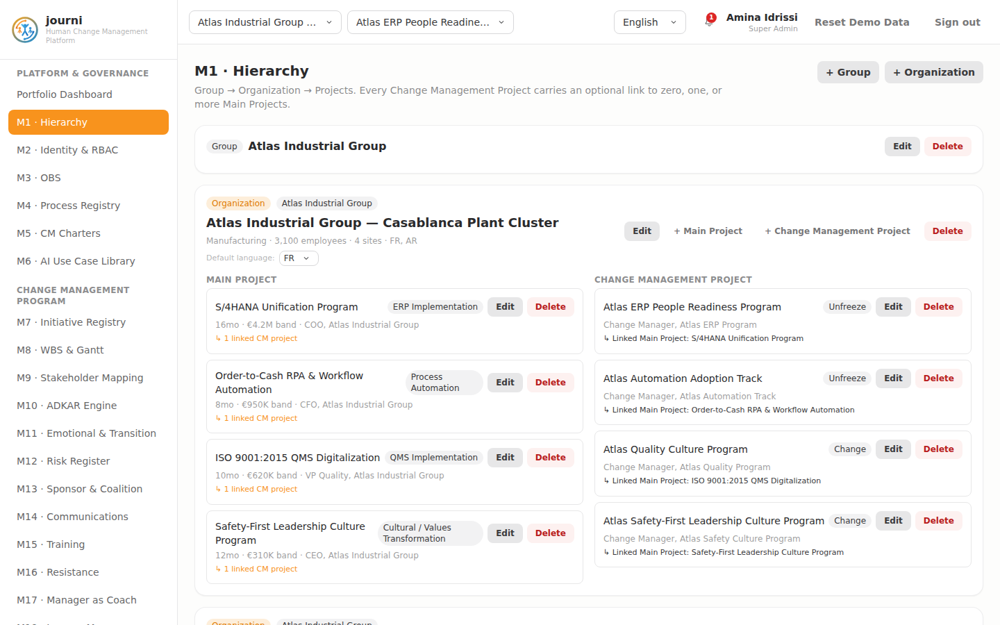 journi
Human Change Management
Platform
PLATFORM & GOVERNANCE
Portfolio Dashboard
M1 · Hierarchy
M2 · Identity & RBAC
M3 · OBS
M4 · Process Registry
M5 · CM Charters
M6 · AI Use Case Library
CHANGE MANAGEMENT
PROGRAM
M7 · Initiative Registry
M8 · WBS & Gantt
M9 · Stakeholder Mapping
M10 · ADKAR Engine
M11 · Emotional & Transition
M12 · Risk Register
M13 · Sponsor & Coalition
M14 · Communications
M15 · Training
M16 · Resistance
M17 · Manager as Coach
Atlas Industrial Group ...
Atlas ERP People Readine...
English
1
Amina Idrissi
Super Admin
Reset Demo Data
Sign out
M1 · Hierarchy
Group → Organization → Projects. Every Change Management Project carries an optional link to zero, one, or
more Main Projects.
+ Group
+ Organization
Group Atlas Industrial Group
Edit Delete
Organization Atlas Industrial Group
Atlas Industrial Group — Casablanca Plant Cluster
Manufacturing · 3,100 employees · 4 sites · FR, AR
Default language: FR
Edit + Main Project + Change Management Project Delete
MAIN PROJECT
S/4HANA Unification Program ERP Implementation Edit Delete
16mo · €4.2M band · COO, Atlas Industrial Group
↳ 1 linked CM project
Order-to-Cash RPA & Workflow
Automation
Process
Automation
Edit Delete
8mo · €950K band · CFO, Atlas Industrial Group
↳ 1 linked CM project
ISO 9001:2015 QMS Digitalization QMS Implementation Edit Delete
10mo · €620K band · VP Quality, Atlas Industrial Group
↳ 1 linked CM project
Safety-First Leadership Culture
Program
Cultural / Values
Transformation
Edit Delete
12mo · €310K band · CEO, Atlas Industrial Group
↳ 1 linked CM project
CHANGE MANAGEMENT PROJECT
Atlas ERP People Readiness Program Unfreeze Edit Delete
Change Manager, Atlas ERP Program
↳ Linked Main Project: S/4HANA Unification Program
Atlas Automation Adoption Track Unfreeze Edit Delete
Change Manager, Atlas Automation Track
↳ Linked Main Project: Order-to-Cash RPA & Workflow Automation
Atlas Quality Culture Program Change Edit Delete
Change Manager, Atlas Quality Program
↳ Linked Main Project: ISO 9001:2015 QMS Digitalization
Atlas Safety-First Leadership Culture Program Change Edit Delete
Change Manager, Atlas Safety Culture Program
↳ Linked Main Project: Safety-First Leadership Culture Program
Organization Atlas Industrial Group